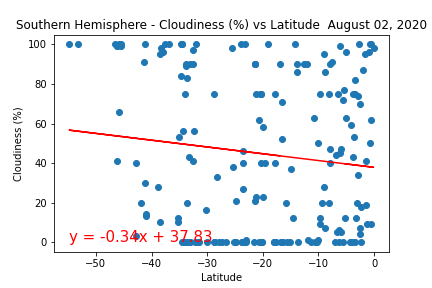 Southern Hemisphere - Cloudiness (%) vs Latitude  August 02, 2020
Cloudiness (%)
100
80
60
40
20
0
y = -0.34x + 37.83
−50 −40 −30 −20 −10 0
Latitude